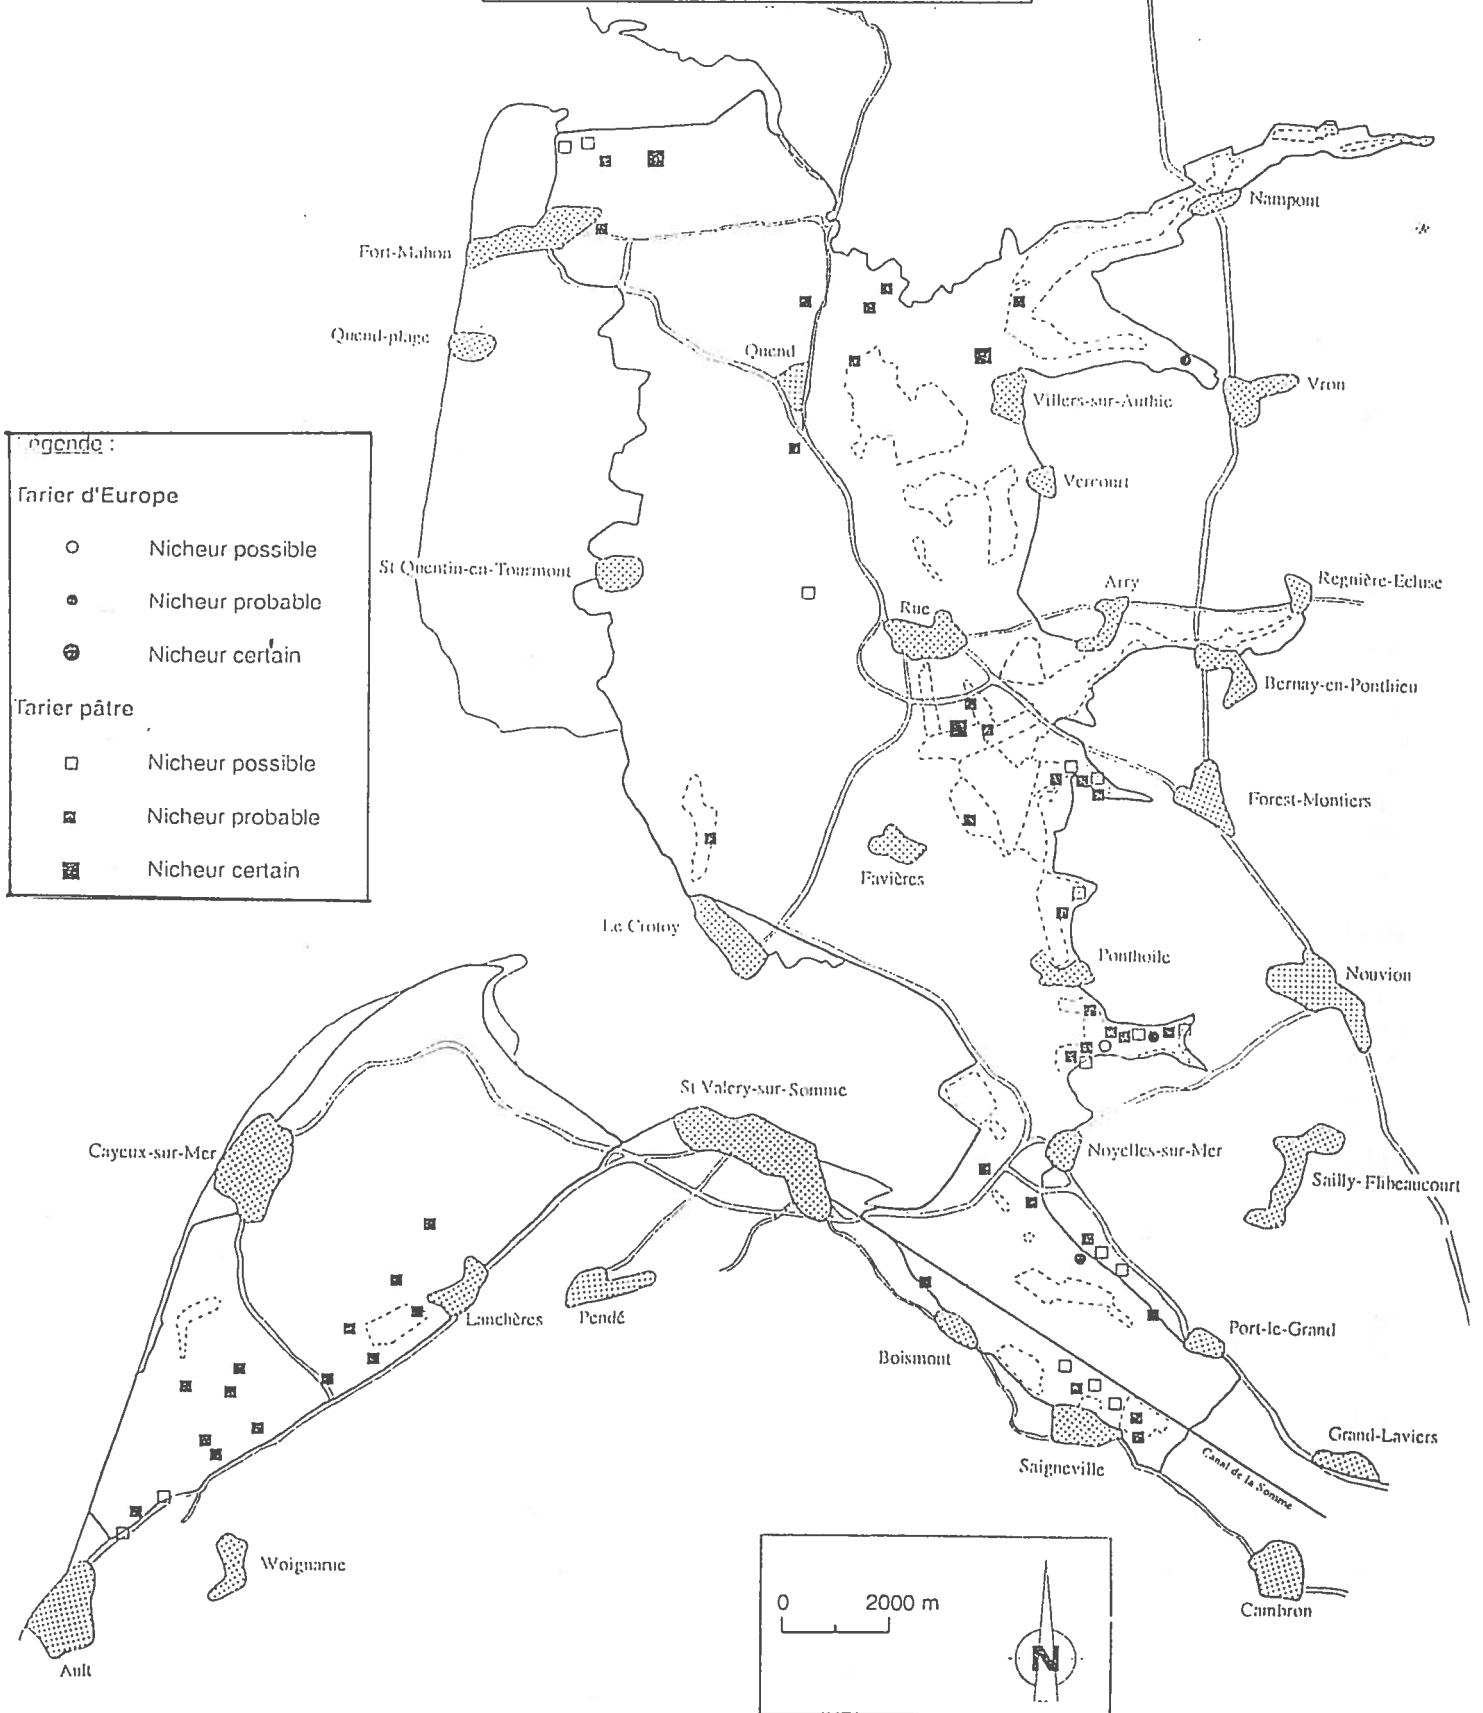 Nampont
Fort-Mahon
Quend-plage
Quend
Vron
Villers-sur-Authie
Légende :
Vercourt
Tarier d'Europe
Nicheur possible
St Quentin-en-Tourmont
Arry
Regnière-Ecluse
Nicheur probable
Rue
Nicheur certain
Bernay-en-Ponthieu
Tarier pâtre
Nicheur possible
Forest-Montiers
Nicheur probable
Nicheur certain
Favières
Le Crotoy
Ponthoile
Nouvion
St Valery-sur-Somme
Cayeux-sur-Mer
Noyelles-sur-Mer
Sailly-Flibeaucourt
Lanchères
Pendé
Port-le-Grand
Boismont
Grand-Laviers
Saigneville
Canal de la Somme
Woignarue
0 2000 m
Cambron
N
Ault